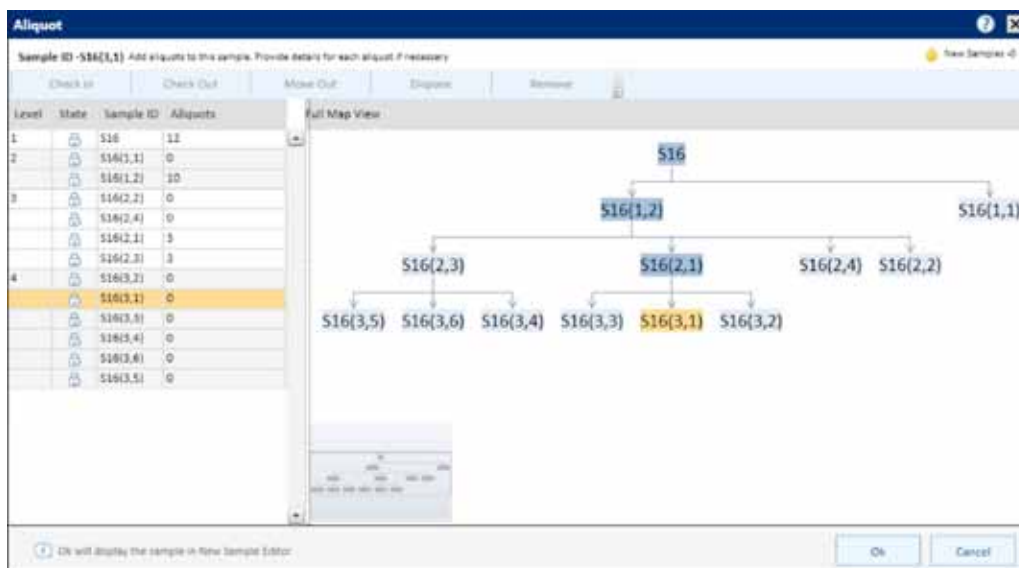 Aliquot
Sample ID -S16(3,1) Add aliquots to this sample. Provide details for each aliquot if necessary
New Samples
Check In Check Out Move Out Dispose Remove
Level State Sample ID Aliquots Full Map View
1 S16 12
2 S16(1,1) 0
S16(1,2) 10
3 S16(2,2) 0
S16(2,4) 0
S16(2,1) 3
S16(2,3) 3
4 S16(3,2) 0
S16(3,1) 0
S16(3,3) 0
S16(3,4) 0
S16(3,6) 0
S16(3,5) 0
S16
S16(1,2) S16(1,1)
S16(2,3) S16(2,1) S16(2,4) S16(2,2)
S16(3,5) S16(3,6) S16(3,4) S16(3,3) S16(3,1) S16(3,2)
Ok will display the sample in New Sample Editor
Ok Cancel